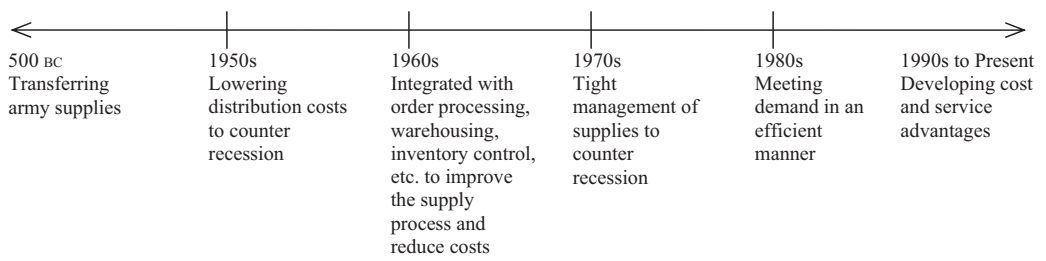 500 BC
Transferring
army supplies
1950s
Lowering
distribution costs
to counter
recession
1960s
Integrated with
order processing,
warehousing,
inventory control,
etc. to improve
the supply
process and
reduce costs
1970s
Tight
management of
supplies to
counter
recession
1980s
Meeting
demand in an
efficient
manner
1990s to Present
Developing cost
and service
advantages